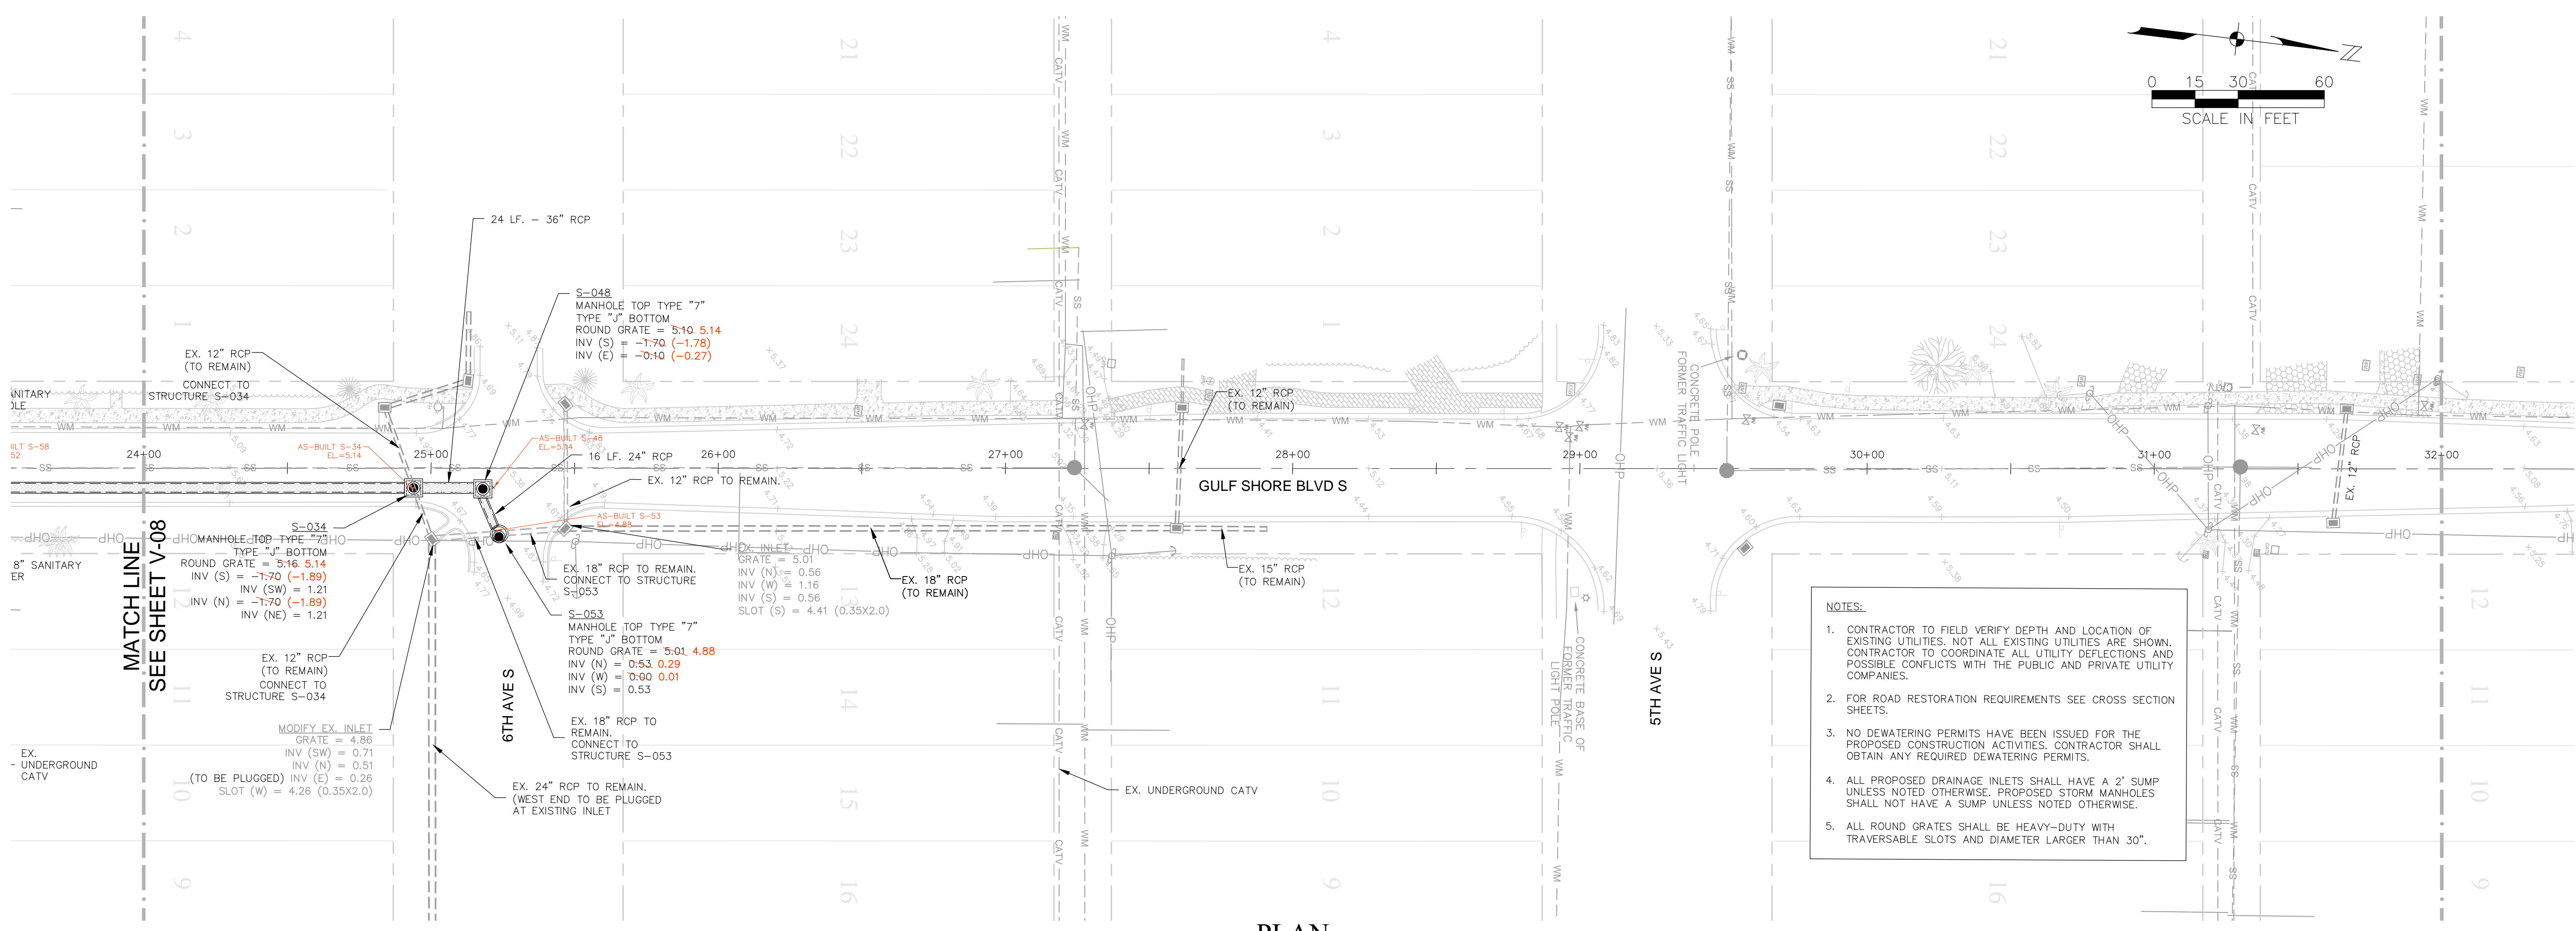 0 15 30 60
SCALE IN FEET
24 LF. – 36" RCP
S-048
MANHOLE TOP TYPE "7"
TYPE "J" BOTTOM
ROUND GRATE = 5.10 5.14
INV (S) = -1.70 (-1.78)
INV (E) = -0.10 (-0.27)
EX. 12" RCP
(TO REMAIN)
CONNECT TO
STRUCTURE S-034
ANITARY
OLE
ILT S-58
52
AS-BUILT S-34
EL.=5.14
AS-BUILT S-48
EL.=5.14
16 LF. 24" RCP
EX. 12" RCP TO REMAIN.
EX. 12" RCP
(TO REMAIN)
CONCRETE POLE
FORMER TRAFFIC LIGHT
24+00
25+00
26+00
27+00
28+00
29+00
30+00
31+00
32+00
GULF SHORE BLVD S
EX. 12" RCP
AS-BUILT S-53
EL.=4.88
MATCH LINE
SEE SHEET V-08
8" SANITARY
ER
S-034
MANHOLE TOP TYPE "7"
TYPE "J" BOTTOM
ROUND GRATE = 5.16 5.14
INV (S) = -1.70 (-1.89)
INV (SW) = 1.21
INV (N) = -1.70 (-1.89)
INV (NE) = 1.21
EX. INLET
GRATE = 5.01
INV (N) = 0.56
INV (W) = 1.16
INV (S) = 0.56
SLOT (S) = 4.41 (0.35X2.0)
EX. 18" RCP TO REMAIN.
CONNECT TO STRUCTURE
S-053
EX. 18" RCP
(TO REMAIN)
EX. 15" RCP
(TO REMAIN)
S-053
MANHOLE TOP TYPE "7"
TYPE "J" BOTTOM
ROUND GRATE = 5.01 4.88
INV (N) = 0.53 0.29
INV (W) = 0.00 0.01
INV (S) = 0.53
EX. 12" RCP
(TO REMAIN)
CONNECT TO
STRUCTURE S-034
6TH AVE S
5TH AVE S
CONCRETE BASE OF
FORMER TRAFFIC
LIGHT POLE
EX. 18" RCP TO
REMAIN.
CONNECT TO
STRUCTURE S-053
MODIFY EX. INLET
GRATE = 4.86
INV (SW) = 0.71
INV (N) = 0.51
(TO BE PLUGGED) INV (E) = 0.26
SLOT (W) = 4.26 (0.35X2.0)
EX.
- UNDERGROUND
CATV
EX. 24" RCP TO REMAIN.
(WEST END TO BE PLUGGED
AT EXISTING INLET
EX. UNDERGROUND CATV
NOTES:
1. CONTRACTOR TO FIELD VERIFY DEPTH AND LOCATION OF
EXISTING UTILITIES. NOT ALL EXISTING UTILITIES ARE SHOWN.
CONTRACTOR TO COORDINATE ALL UTILITY DEFLECTIONS AND
POSSIBLE CONFLICTS WITH THE PUBLIC AND PRIVATE UTILITY
COMPANIES.
2. FOR ROAD RESTORATION REQUIREMENTS SEE CROSS SECTION
SHEETS.
3. NO DEWATERING PERMITS HAVE BEEN ISSUED FOR THE
PROPOSED CONSTRUCTION ACTIVITIES. CONTRACTOR SHALL
OBTAIN ANY REQUIRED DEWATERING PERMITS.
4. ALL PROPOSED DRAINAGE INLETS SHALL HAVE A 2' SUMP
UNLESS NOTED OTHERWISE. PROPOSED STORM MANHOLES
SHALL NOT HAVE A SUMP UNLESS NOTED OTHERWISE.
5. ALL ROUND GRATES SHALL BE HEAVY-DUTY WITH
TRAVERSABLE SLOTS AND DIAMETER LARGER THAN 30".
PLAN